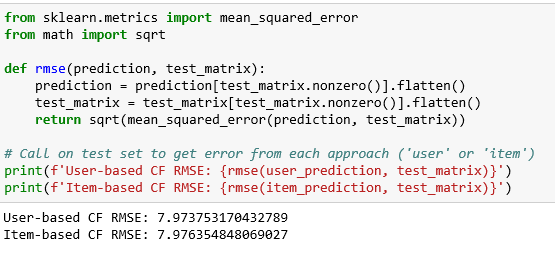 from sklearn.metrics import mean_squared_error
from math import sqrt
def rmse(prediction, test_matrix):
    prediction = prediction[test_matrix.nonzero()].flatten()
    test_matrix = test_matrix[test_matrix.nonzero()].flatten()
    return sqrt(mean_squared_error(prediction, test_matrix))
# Call on test set to get error from each approach ('user' or 'item')
print(f'User-based CF RMSE: {rmse(user_prediction, test_matrix)}')
print(f'Item-based CF RMSE: {rmse(item_prediction, test_matrix)}')
User-based CF RMSE: 7.973753170432789
Item-based CF RMSE: 7.976354848069027